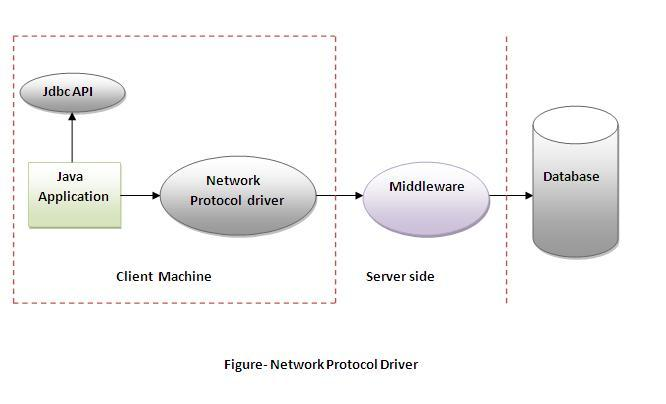 Jdbc API
Java
Application
Network
Protocol driver
Middleware
Database
Client Machine
Server side
Figure- Network Protocol Driver